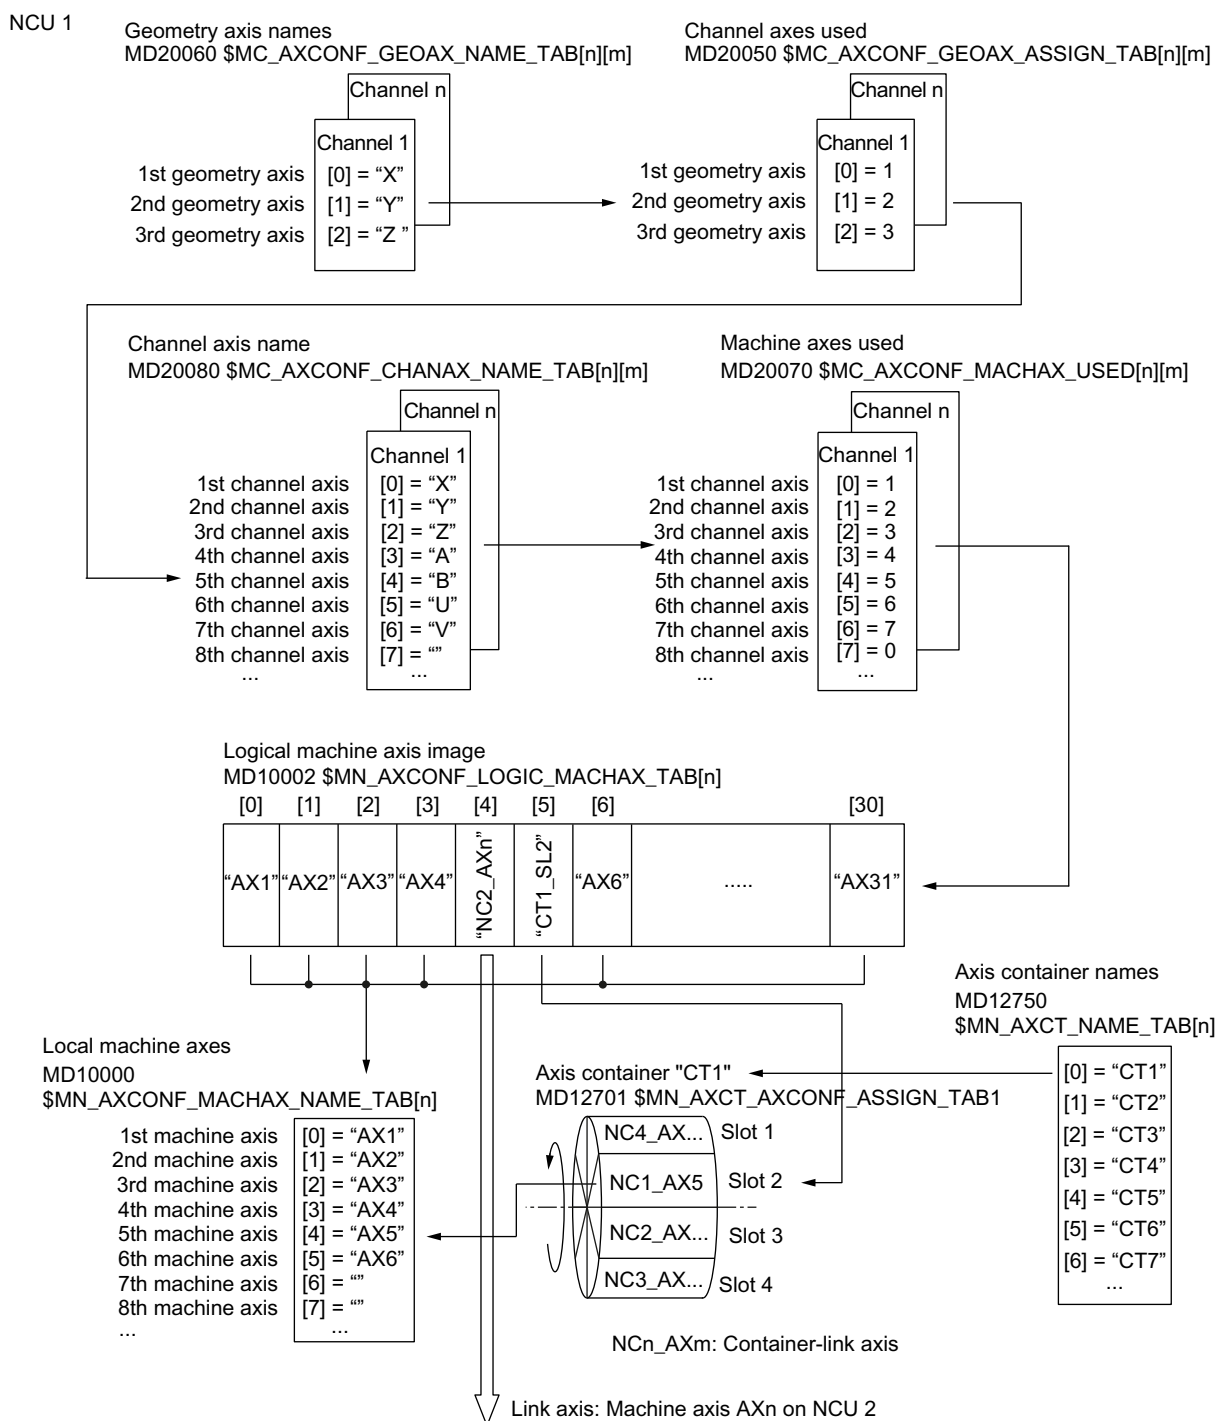 NCU 1
Geometry axis names
MD20060 $MC_AXCONF_GEOAX_NAME_TAB[n][m]
Channel n
Channel 1
1st geometry axis [0] = “X”
2nd geometry axis [1] = “Y”
3rd geometry axis [2] = “Z ”
Channel axes used
MD20050 $MC_AXCONF_GEOAX_ASSIGN_TAB[n][m]
Channel n
Channel 1
1st geometry axis [0] = 1
2nd geometry axis [1] = 2
3rd geometry axis [2] = 3
Channel axis name
MD20080 $MC_AXCONF_CHANAX_NAME_TAB[n][m]
Channel n
Channel 1
1st channel axis [0] = “X”
2nd channel axis [1] = “Y”
3rd channel axis [2] = “Z”
4th channel axis [3] = “A”
5th channel axis [4] = “B”
6th channel axis [5] = “U”
7th channel axis [6] = “V”
8th channel axis [7] = “”
... ...
Machine axes used
MD20070 $MC_AXCONF_MACHAX_USED[n][m]
Channel n
Channel 1
1st channel axis [0] = 1
2nd channel axis [1] = 2
3rd channel axis [2] = 3
4th channel axis [3] = 4
5th channel axis [4] = 5
6th channel axis [5] = 6
7th channel axis [6] = 7
8th channel axis [7] = 0
... ...
Logical machine axis image
MD10002 $MN_AXCONF_LOGIC_MACHAX_TAB[n]
[0] [1] [2] [3] [4] [5] [6] [30]
“AX1” “AX2” “AX3” “AX4” “NC2_AXn” “CT1_SL2” “AX6” ..... “AX31”
Axis container names
MD12750
$MN_AXCT_NAME_TAB[n]
[0] = “CT1”
[1] = “CT2”
[2] = “CT3”
[3] = “CT4”
[4] = “CT5”
[5] = “CT6”
[6] = “CT7”
...
Local machine axes
MD10000
$MN_AXCONF_MACHAX_NAME_TAB[n]
1st machine axis [0] = “AX1”
2nd machine axis [1] = “AX2”
3rd machine axis [2] = “AX3”
4th machine axis [3] = “AX4”
5th machine axis [4] = “AX5”
6th machine axis [5] = “AX6”
7th machine axis [6] = “”
8th machine axis [7] = “”
... ...
Axis container "CT1"
MD12701 $MN_AXCT_AXCONF_ASSIGN_TAB1
NC4_AX... Slot 1
NC1_AX5 Slot 2
NC2_AX... Slot 3
NC3_AX... Slot 4
NCn_AXm: Container-link axis
Link axis: Machine axis AXn on NCU 2